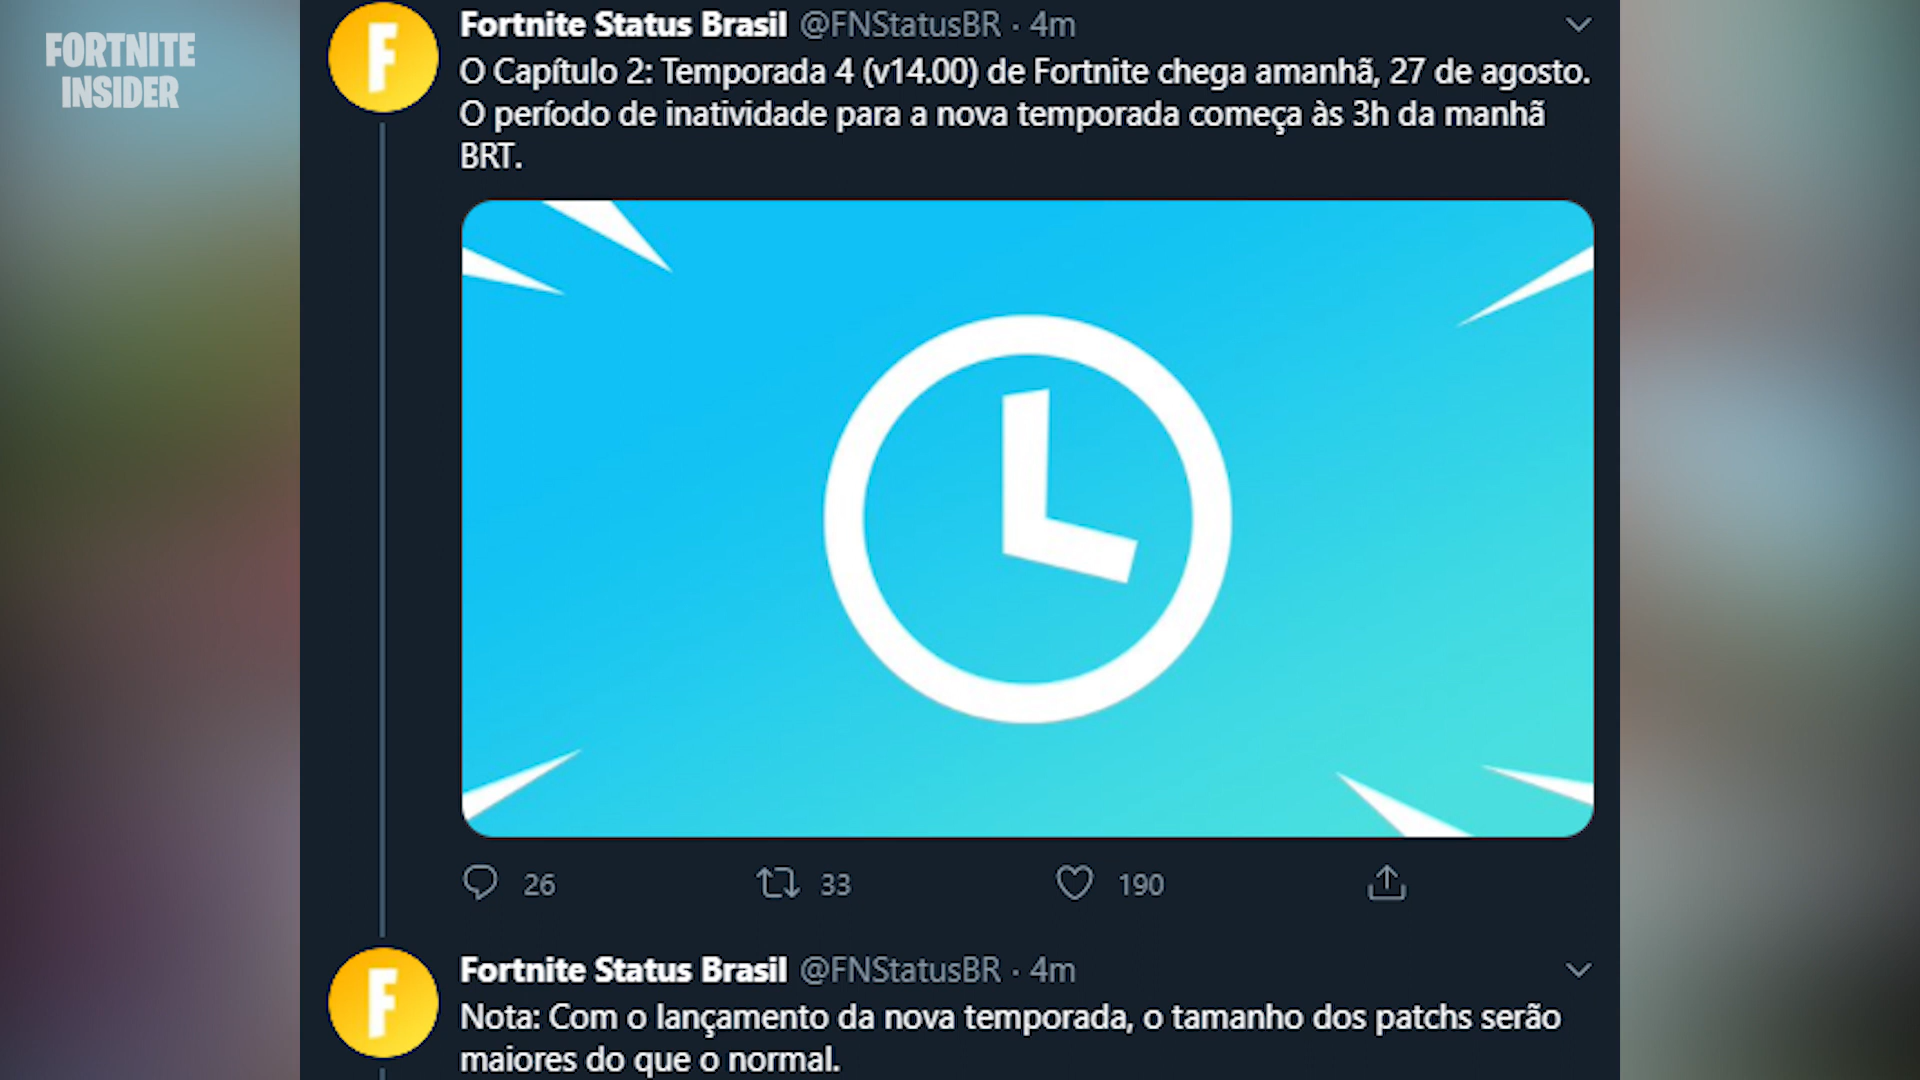 FORTNITE
INSIDER
Fortnite Status Brasil @FNStatusBR · 4m
O Capítulo 2: Temporada 4 (v14.00) de Fortnite chega amanhã, 27 de agosto.
O período de inatividade para a nova temporada começa às 3h da manhã
BRT.
26 33 190
Fortnite Status Brasil @FNStatusBR · 4m
Nota: Com o lançamento da nova temporada, o tamanho dos patchs serão
maiores do que o normal.